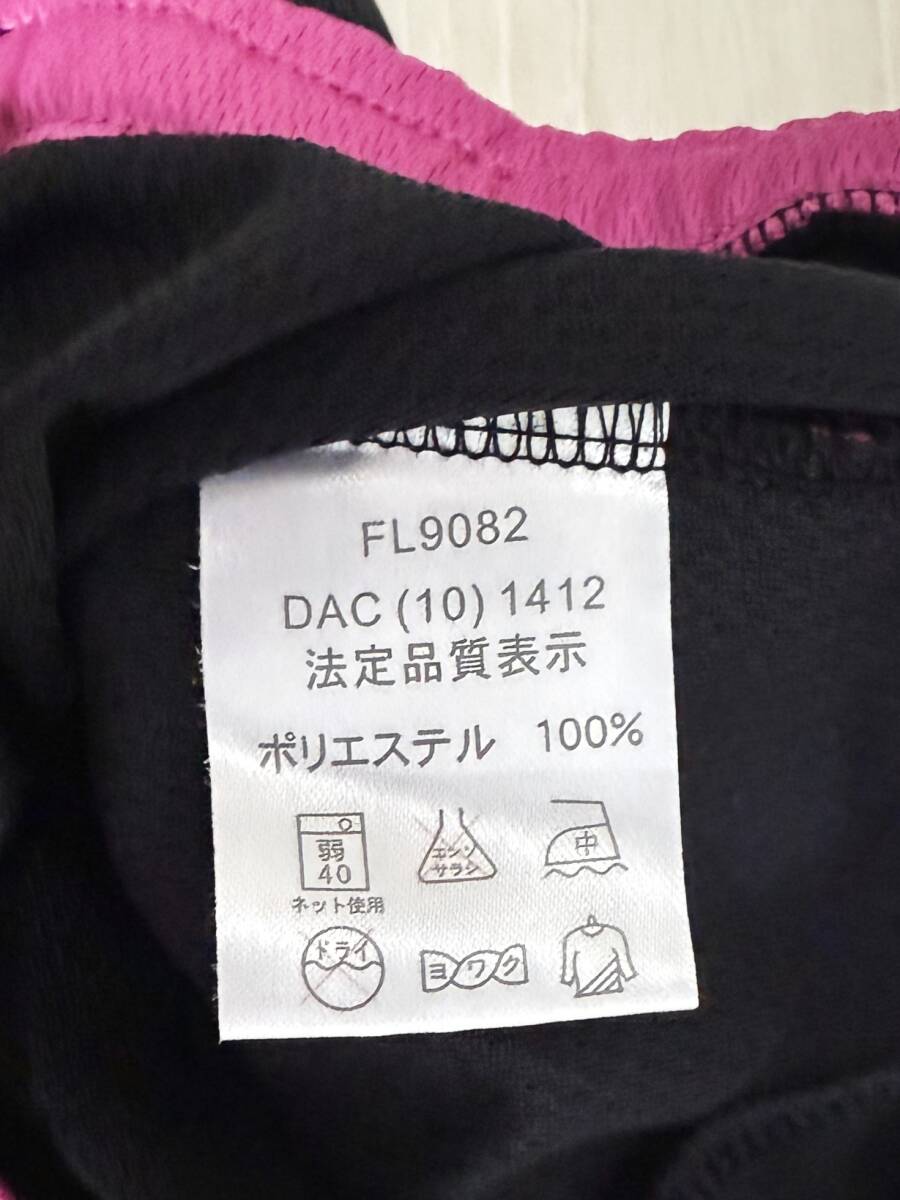 FL9082
DAC (10) 1412
法定品質表示
ポリエステル 100%
弱
40
ネット使用
エンソ
サラシ
中
ドライ
ヨワク